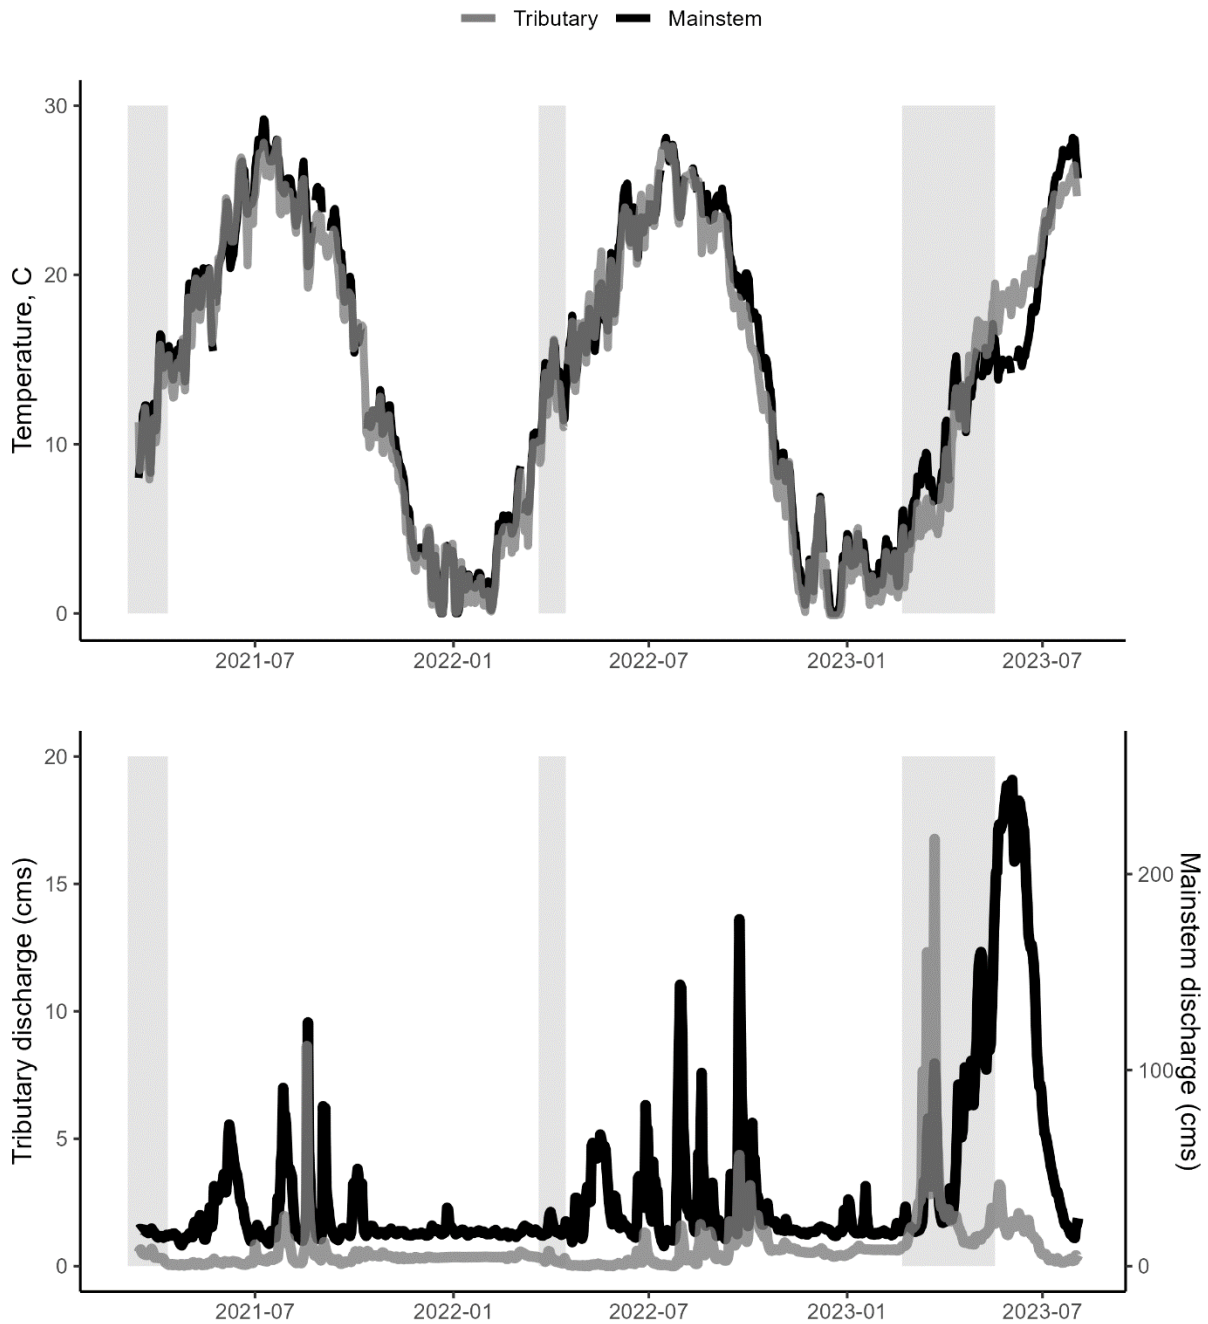 Tributary Mainstem
Temperature, C
30
20
10
0
2021-07 2022-01 2022-07 2023-01 2023-07
Tributary discharge (cms)
20
15
10
5
0
200
100
0
Mainstem discharge (cms)
2021-07 2022-01 2022-07 2023-01 2023-07